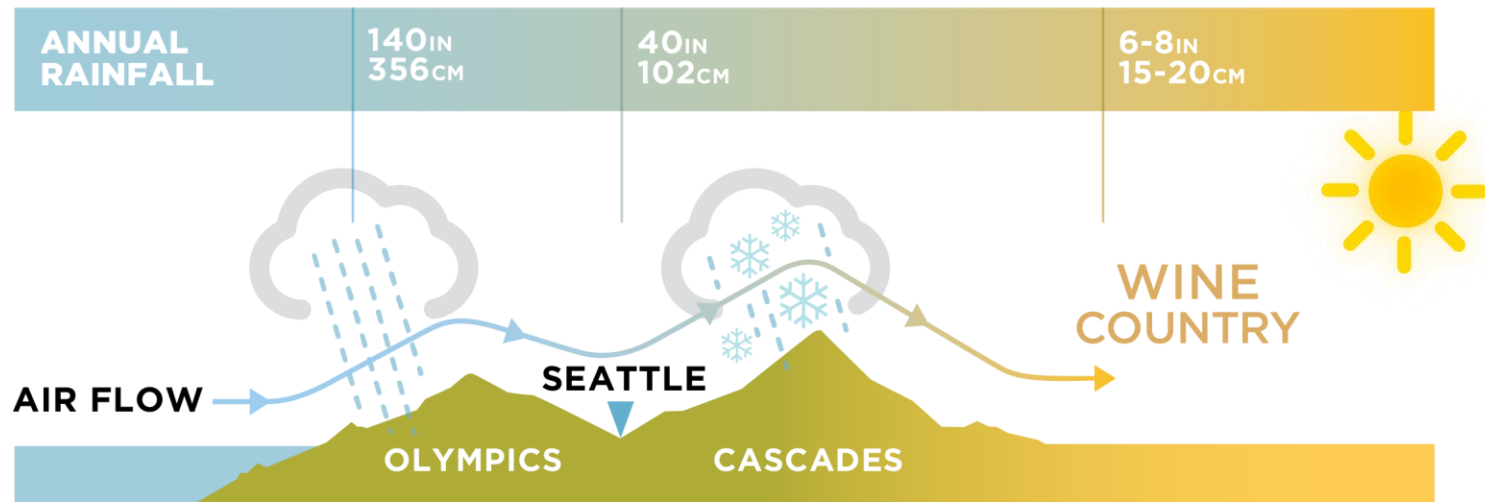 ANNUAL
RAINFALL
140IN
356CM
40IN
102CM
6-8IN
15-20CM
WINE
COUNTRY
SEATTLE
AIR FLOW
OLYMPICS
CASCADES